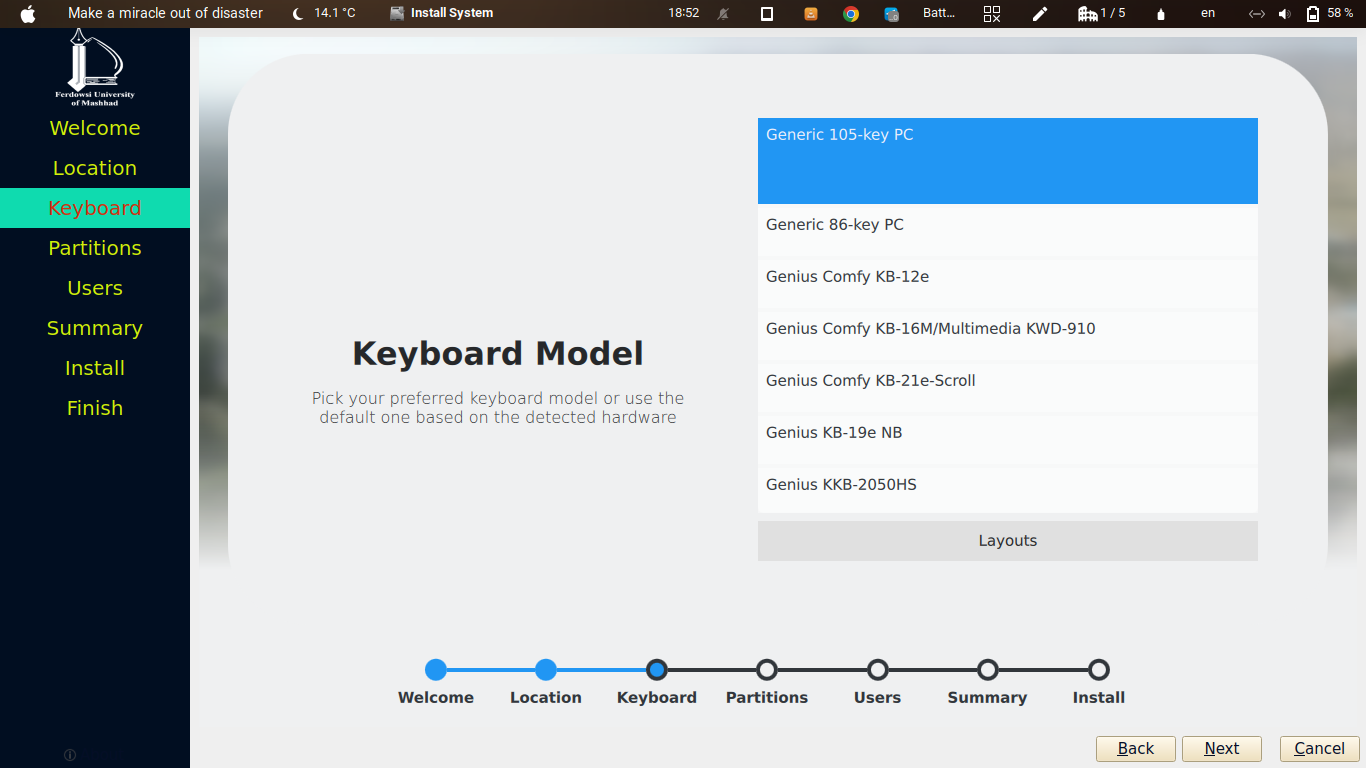 Make a miracle out of disaster
14.1 °C
Install System
18:52
Batt...
1 / 5
en
58 %
Ferdowsi University
of Mashhad
Welcome
Location
Keyboard
Partitions
Users
Summary
Install
Finish
Keyboard Model
Pick your preferred keyboard model or use the
default one based on the detected hardware
Generic 105-key PC
Generic 86-key PC
Genius Comfy KB-12e
Genius Comfy KB-16M/Multimedia KWD-910
Genius Comfy KB-21e-Scroll
Genius KB-19e NB
Genius KKB-2050HS
Layouts
Welcome
Location
Keyboard
Partitions
Users
Summary
Install
Back
Next
Cancel